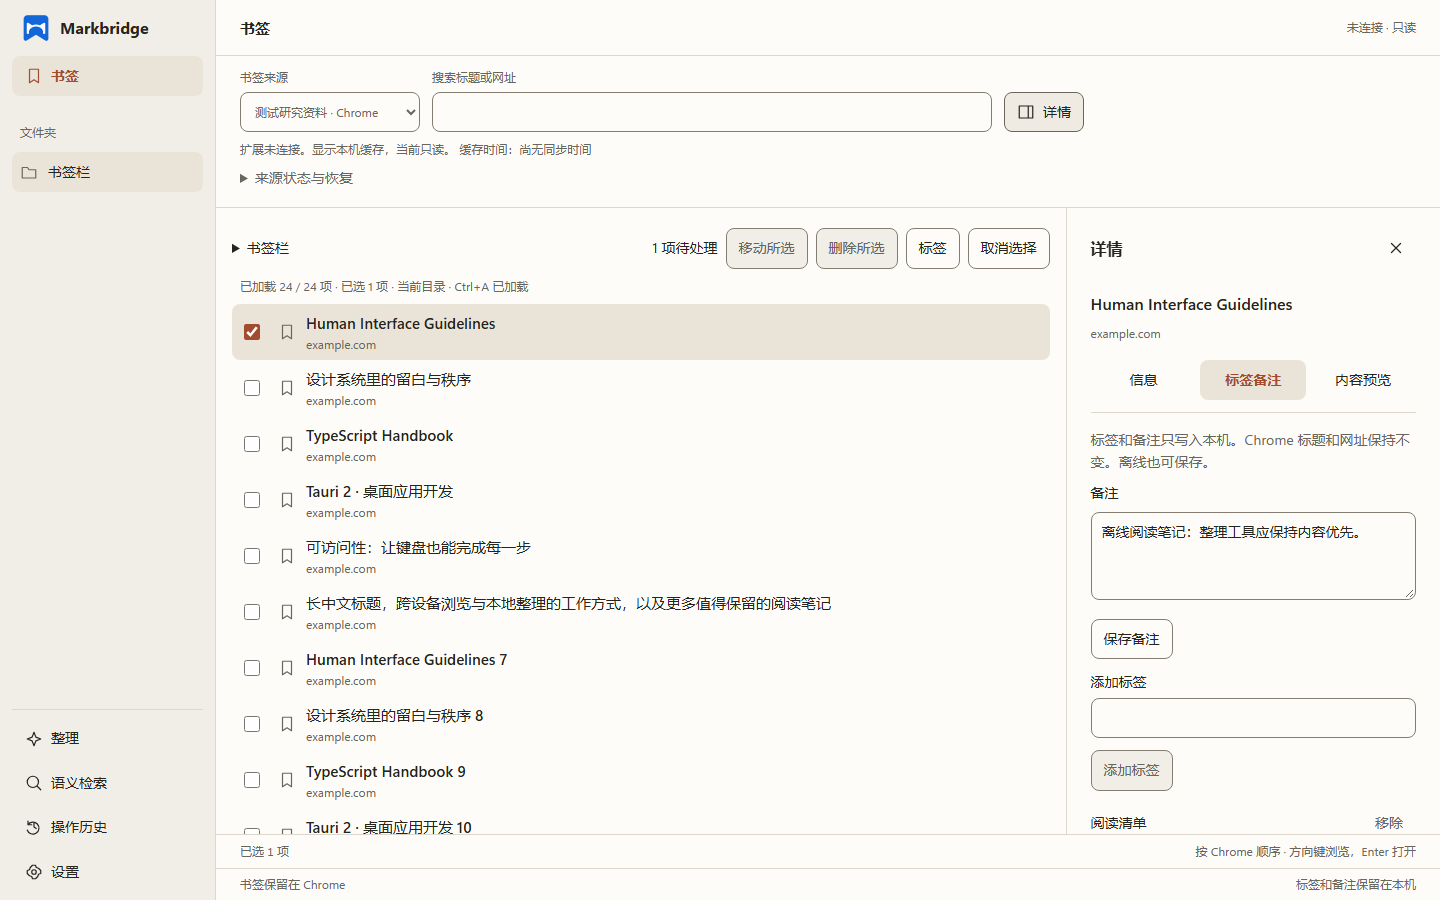 Markbridge
书签
文件夹
书签栏
整理
语义检索
操作历史
设置
书签
未连接 · 只读
书签来源
搜索标题或网址
测试研究资料 · Chrome
详情
扩展未连接。显示本机缓存，当前只读。 缓存时间：尚无同步时间
来源状态与恢复
书签栏
1 项待处理
移动所选
删除所选
标签
取消选择
已加载 24 / 24 项 · 已选 1 项 · 当前目录 · Ctrl+A 已加载
Human Interface Guidelines
example.com
设计系统里的留白与秩序
example.com
TypeScript Handbook
example.com
Tauri 2 · 桌面应用开发
example.com
可访问性：让键盘也能完成每一步
example.com
长中文标题，跨设备浏览与本地整理的工作方式，以及更多值得保留的阅读笔记
example.com
Human Interface Guidelines 7
example.com
设计系统里的留白与秩序 8
example.com
TypeScript Handbook 9
example.com
Tauri 2 · 桌面应用开发 10
详情
Human Interface Guidelines
example.com
信息
标签备注
内容预览
标签和备注只写入本机。Chrome 标题和网址保持不
变。离线也可保存。
备注
离线阅读笔记：整理工具应保持内容优先。
保存备注
添加标签
添加标签
阅读清单
移除
已选 1 项
按 Chrome 顺序 · 方向键浏览，Enter 打开
书签保留在 Chrome
标签和备注保留在本机